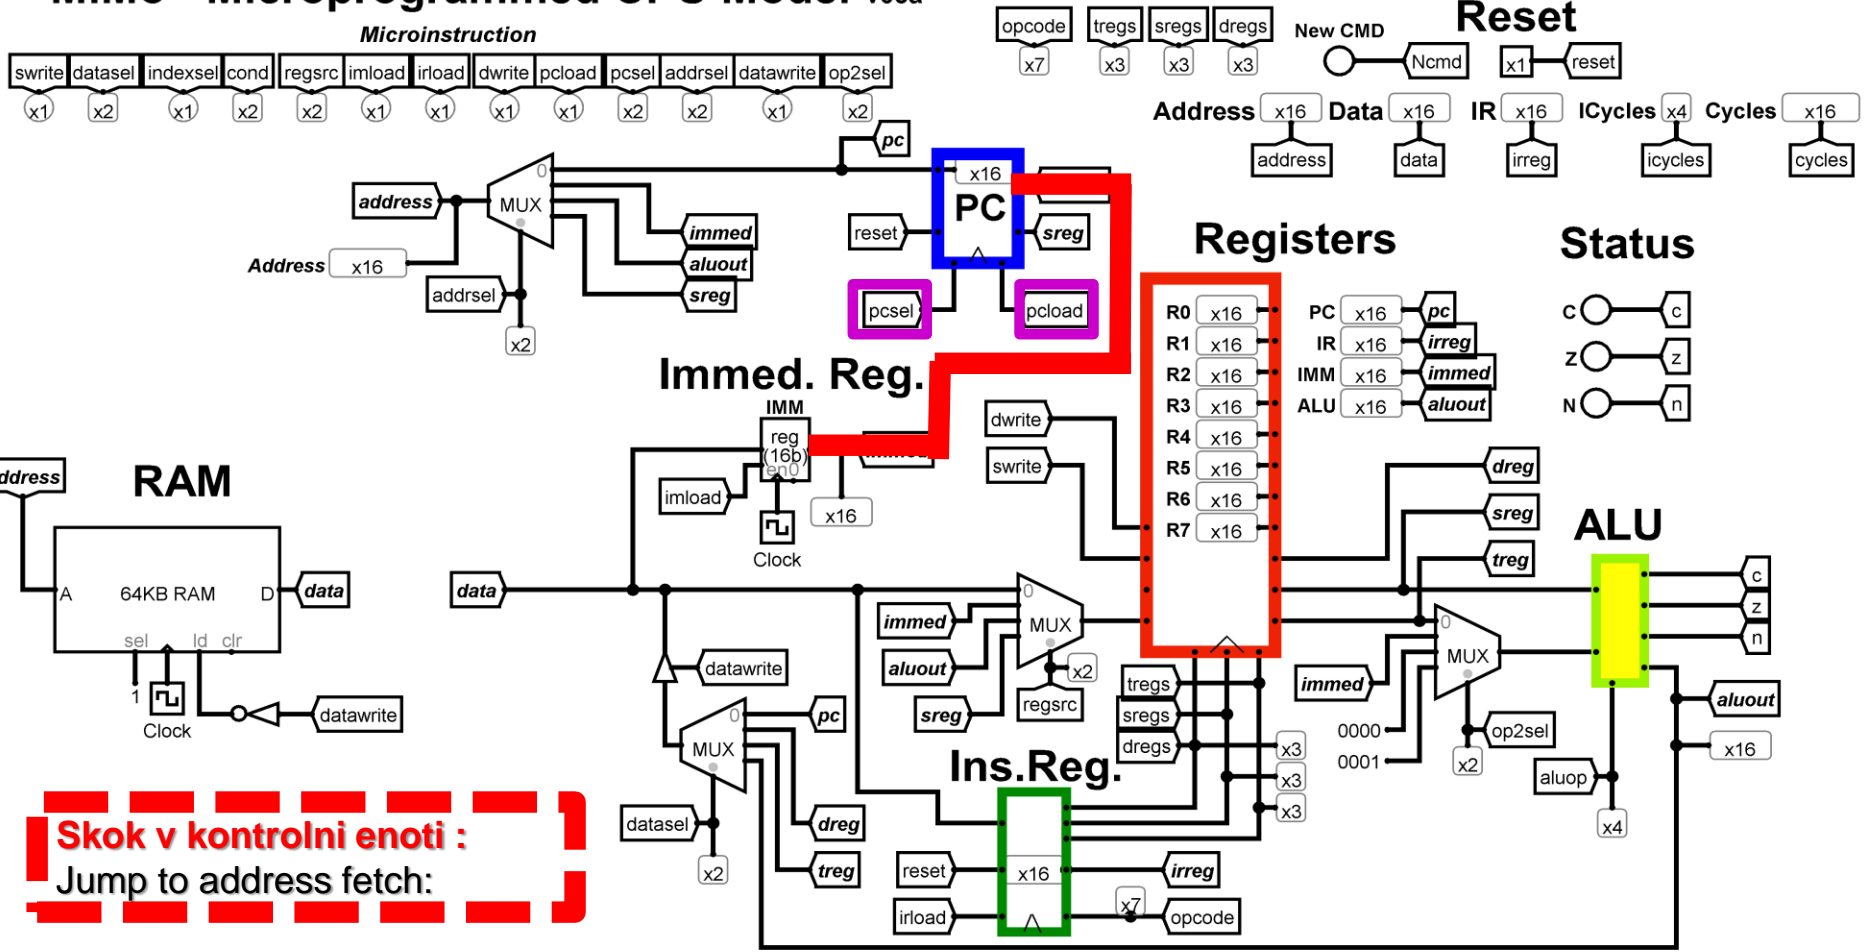 Microinstruction
swrite datasel indexsel cond regsrc imload irload dwrite pcload pcsel addrsel datawrite op2sel
x1 x2 x1 x2 x2 x1 x1 x1 x1 x2 x2 x1 x2
opcode tregs sregs dregs
x7 x3 x3 x3
Reset
New CMD Ncmd x1 reset
Address x16 Data x16 IR x16 ICycles x4 Cycles x16
address data irreg icycles cycles
pc
0
MUX
address
Address x16
addrsel
x2
immed
aluout
sreg
x16
PC
reset
sreg
pcsel
pcload
Registers
R0 x16
R1 x16
R2 x16
R3 x16
R4 x16
R5 x16
R6 x16
R7 x16
PC x16 pc
IR x16 irreg
IMM x16 immed
ALU x16 aluout
Status
C c
Z z
N n
Immed. Reg.
IMM
reg
(16b)
en0
imload
x16
Clock
dwrite
swrite
RAM
64KB RAM
A
D
data
sel ld clr
1
Clock
datawrite
data
datawrite
0
MUX
pc
dreg
treg
datasel
x2
0
MUX
immed
aluout
sreg
x2
regsrc
tregs
sregs
dregs
x3
x3
x3
dreg
sreg
treg
ALU
0
MUX
immed
0000
0001
op2sel
x2
c
z
n
aluout
x16
aluop
x4
Ins.Reg.
x16
reset
irload
irreg
x7
opcode
Skok v kontrolni enoti :
Jump to address fetch: